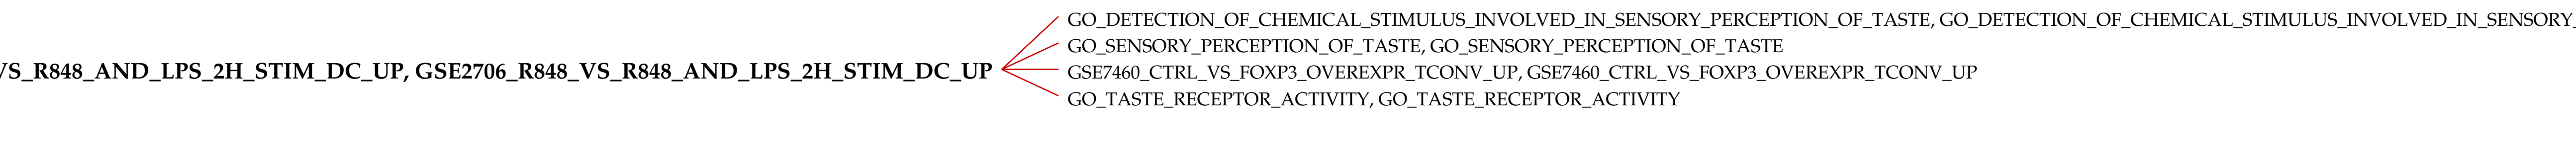 GO_DETECTION_OF_CHEMICAL_STIMULUS_INVOLVED_IN_SENSORY_PERCEPTION_OF_TASTE, GO_DETECTION_OF_CHEMICAL_STIMULUS_INVOLVED_IN_SENSORY_
GO_SENSORY_PERCEPTION_OF_TASTE, GO_SENSORY_PERCEPTION_OF_TASTE
VS_R848_AND_LPS_2H_STIM_DC_UP, GSE2706_R848_VS_R848_AND_LPS_2H_STIM_DC_UP
GSE7460_CTRL_VS_FOXP3_OVEREXPR_TCONV_UP, GSE7460_CTRL_VS_FOXP3_OVEREXPR_TCONV_UP
GO_TASTE_RECEPTOR_ACTIVITY, GO_TASTE_RECEPTOR_ACTIVITY